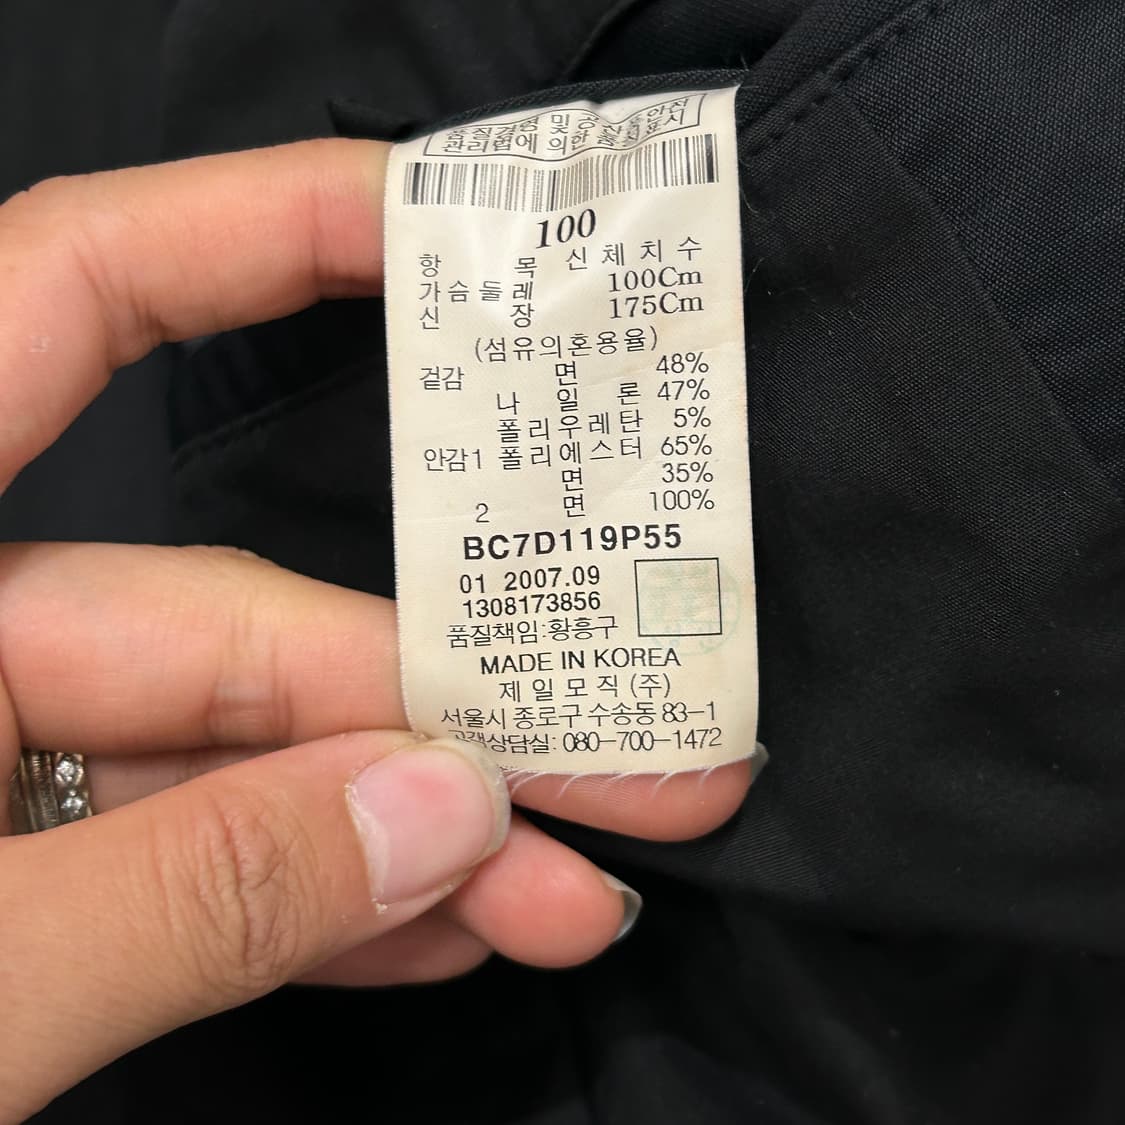 품질경영 및 공산품안전
관리법에 의한 품질표시
100
항 목 신 체 치 수
가 슴 둘 레 100Cm
신 장 175Cm
(섬유의혼용율)
겉감 면 48%
나 일 론 47%
폴 리 우 레 탄 5%
안감1 폴 리 에 스 터 65%
면 35%
2 면 100%
BC7D119P55
01 2007.09
1308173856
품질책임:황흥구
MADE IN KOREA
제 일 모 직 (주)
서울시 종로구 수송동 83-1
고객상담실: 080-700-1472